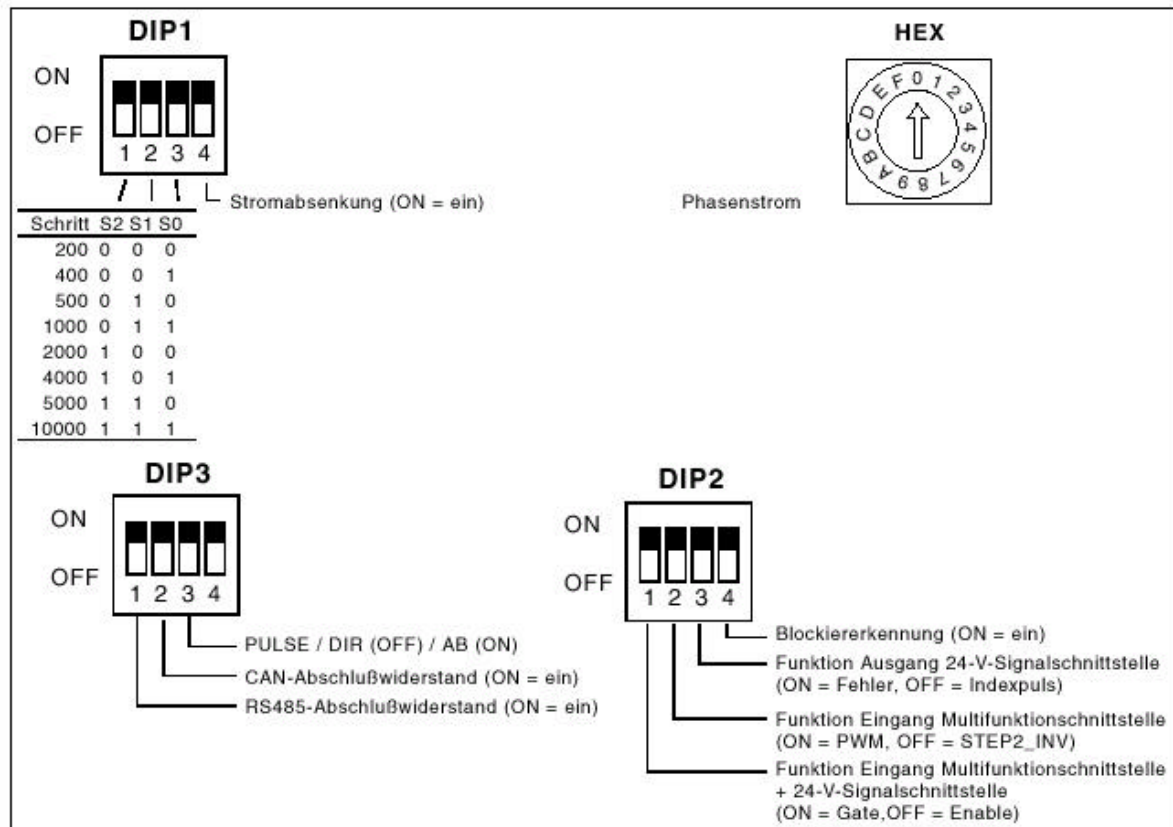 DIP1
ON
OFF
1 2 3 4
Stromabsenkung (ON = ein)
Schritt S2 S1 S0
200 0 0 0
400 0 0 1
500 0 1 0
1000 0 1 1
2000 1 0 0
4000 1 0 1
5000 1 1 0
10000 1 1 1
HEX
0 1 2 3 4 5 6 7 8 9 A B C D E F
Phasenstrom
DIP3
ON
OFF
1 2 3 4
PULSE / DIR (OFF) / AB (ON)
CAN-Abschlußwiderstand (ON = ein)
RS485-Abschlußwiderstand (ON = ein)
DIP2
ON
OFF
1 2 3 4
Blockiererkennung (ON = ein)
Funktion Ausgang 24-V-Signalschnittstelle
(ON = Fehler, OFF = Indexpuls)
Funktion Eingang Multifunktionschnittstelle
(ON = PWM, OFF = STEP2_INV)
Funktion Eingang Multifunktionschnittstelle
+ 24-V-Signalschnittstelle
(ON = Gate,OFF = Enable)